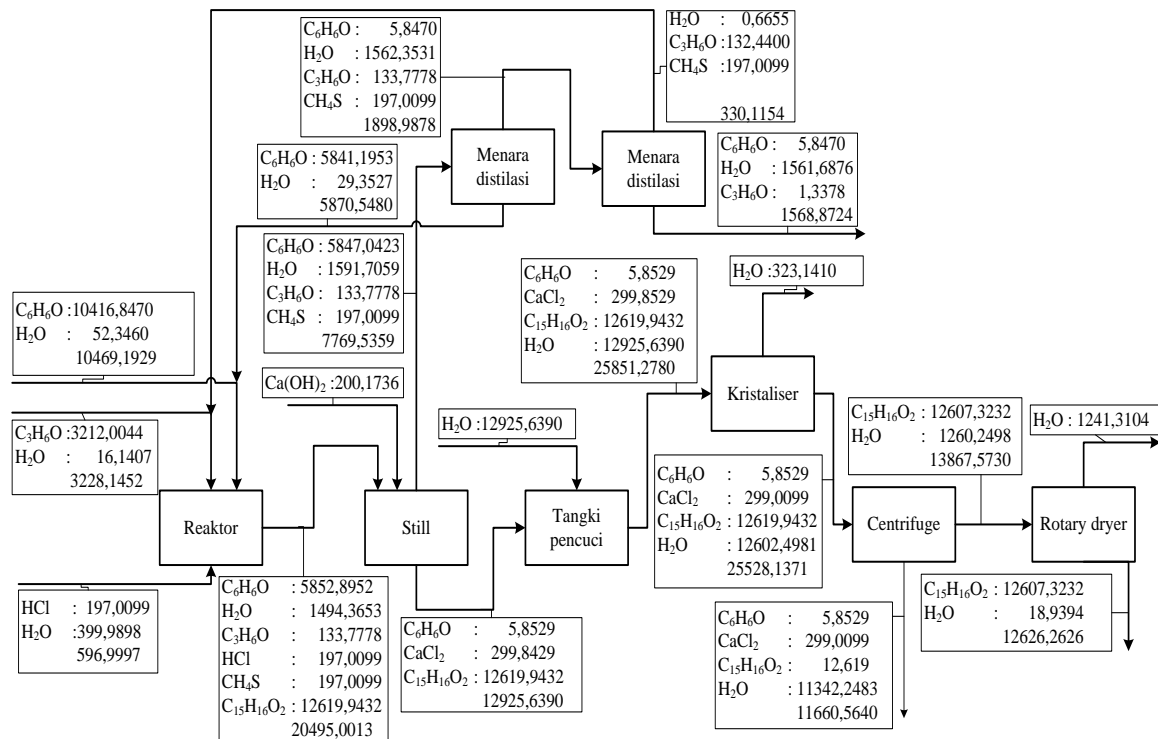 C₆H₆O : 5,8470
H₂O : 1562,3531
C₃H₆O : 133,7778
CH₄S : 197,0099
1898,9878
H₂O : 0,6655
C₃H₆O :132,4400
CH₄S :197,0099
330,1154
Menara
distilasi
Menara
distilasi
C₆H₆O : 5,8470
H₂O : 1561,6876
C₃H₆O : 1,3378
1568,8724
C₆H₆O : 5841,1953
H₂O : 29,3527
5870,5480
C₆H₆O : 5847,0423
H₂O : 1591,7059
C₃H₆O : 133,7778
CH₄S : 197,0099
7769,5359
C₆H₆O :10416,8470
H₂O : 52,3460
10469,1929
C₆H₆O : 5,8529
CaCl₂ : 299,8529
C₁₅H₁₆O₂ : 12619,9432
H₂O : 12925,6390
25851,2780
H₂O :323,1410
Kristaliser
Ca(OH)₂ :200,1736
H₂O :12925,6390
C₃H₆O :3212,0044
H₂O : 16,1407
3228,1452
C₁₅H₁₆O₂ : 12607,3232
H₂O : 1260,2498
13867,5730
H₂O : 1241,3104
C₆H₆O : 5,8529
CaCl₂ : 299,0099
C₁₅H₁₆O₂ : 12619,9432
H₂O : 12602,4981
25528,1371
Reaktor
Still
Tangki
pencuci
Centrifuge
Rotary dryer
HCl : 197,0099
H₂O :399,9898
596,9997
C₆H₆O : 5852,8952
H₂O : 1494,3653
C₃H₆O : 133,7778
HCl : 197,0099
CH₄S : 197,0099
C₁₅H₁₆O₂ : 12619,9432
20495,0013
C₆H₆O : 5,8529
CaCl₂ : 299,8429
C₁₅H₁₆O₂ : 12619,9432
12925,6390
C₆H₆O : 5,8529
CaCl₂ : 299,0099
C₁₅H₁₆O₂ : 12,619
H₂O : 11342,2483
11660,5640
C₁₅H₁₆O₂ : 12607,3232
H₂O : 18,9394
12626,2626